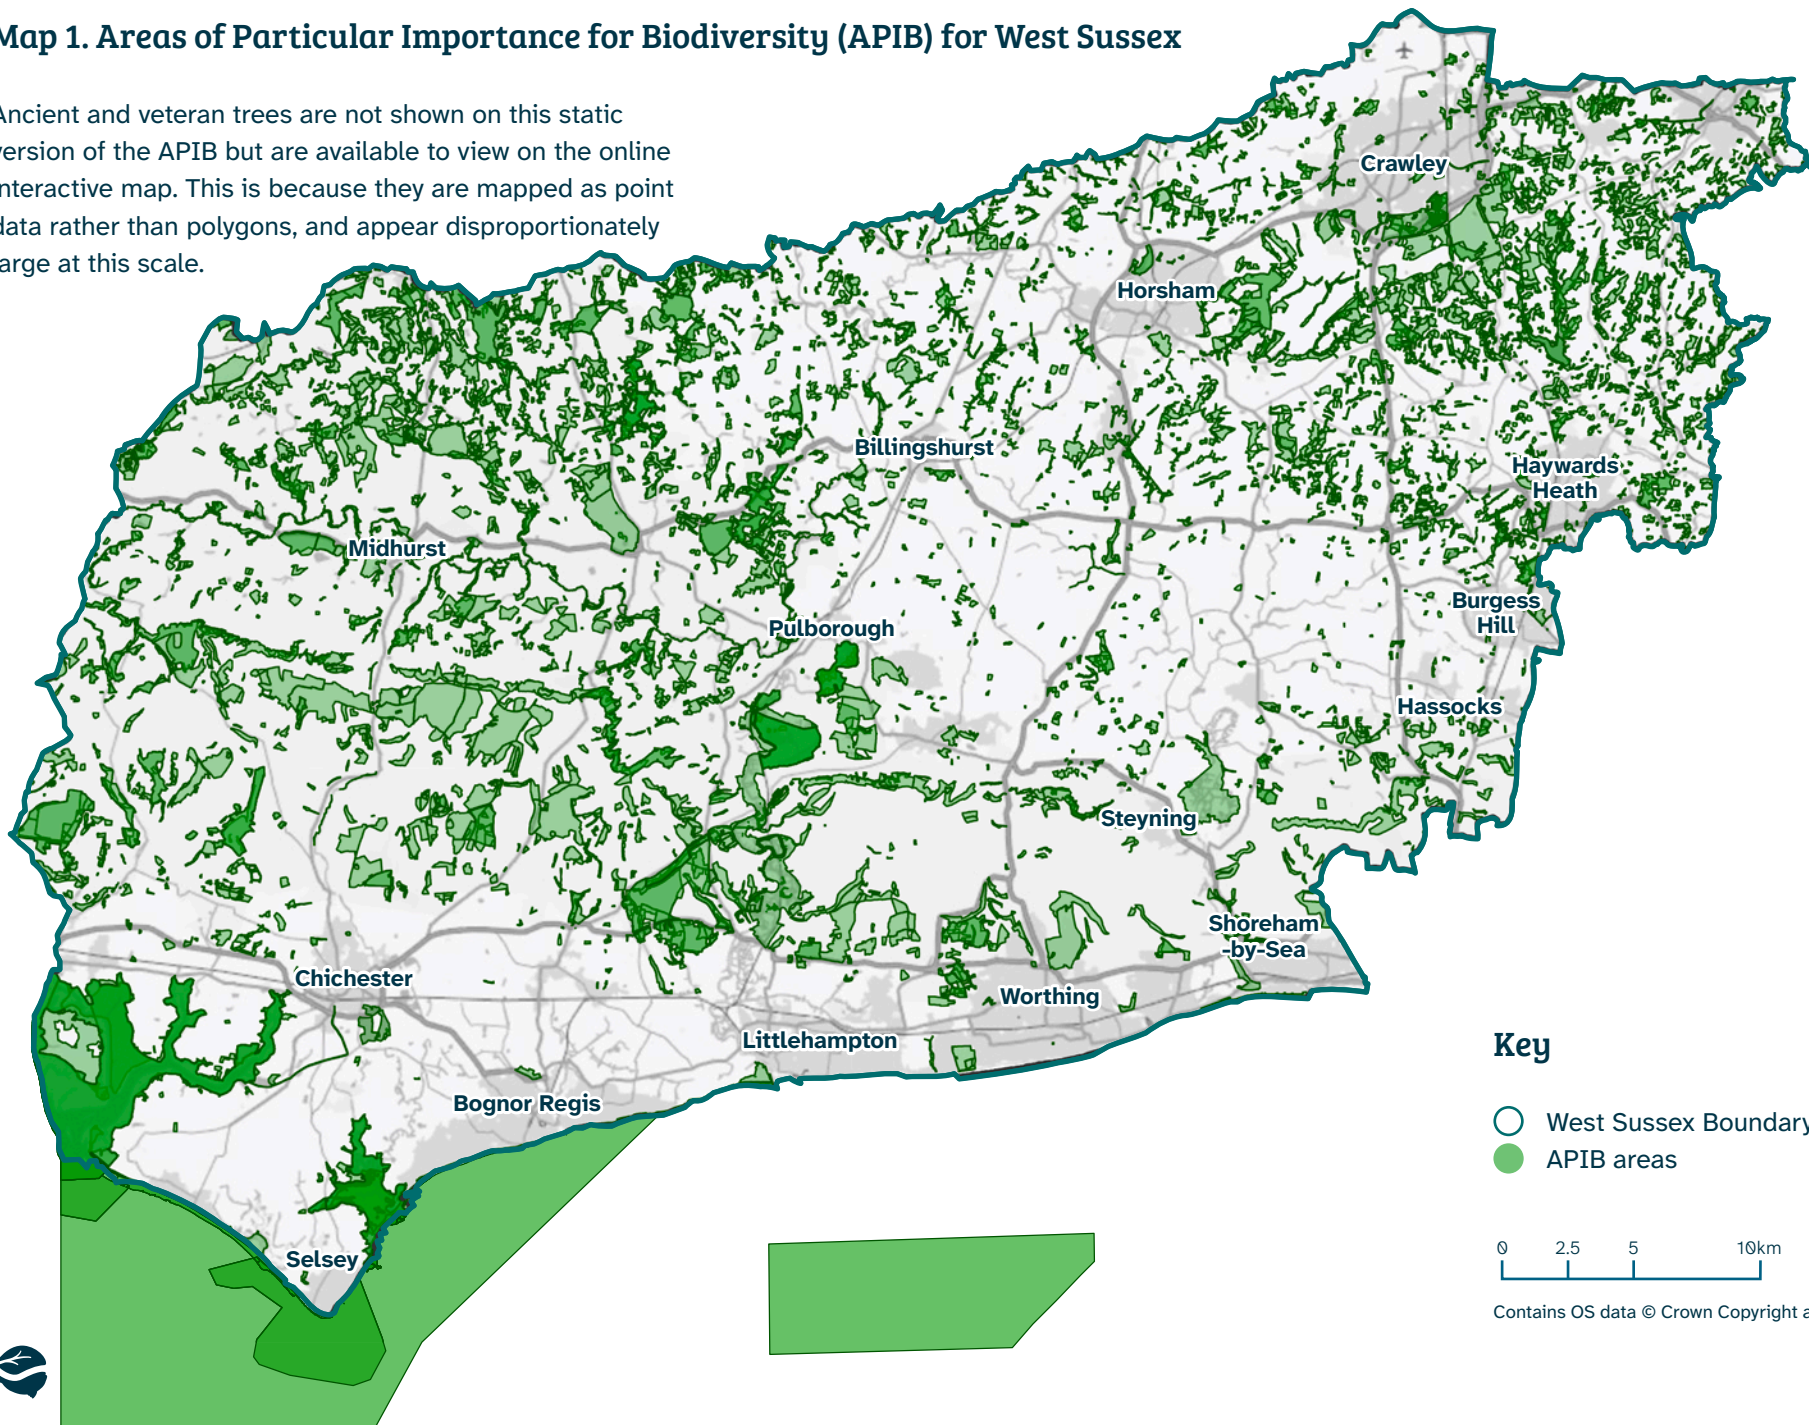 Map 1. Areas of Particular Importance for Biodiversity (APIB) for West Sussex
Ancient and veteran trees are not shown on this static
version of the APIB but are available to view on the online
interactive map. This is because they are mapped as point
data rather than polygons, and appear disproportionately
large at this scale.
Crawley
Horsham
Billingshurst
Haywards
Heath
Midhurst
Burgess
Hill
Pulborough
Hassocks
Steyning
Shoreham
-by-Sea
Chichester
Worthing
Littlehampton
Bognor Regis
Selsey
Key
West Sussex Boundary
APIB areas
0 2.5 5 10km
Contains OS data © Crown Copyright a